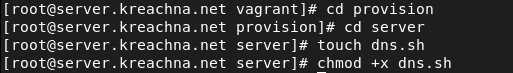 [root@server.kreachna.net vagrant]# cd provision
[root@server.kreachna.net provision]# cd server
[root@server.kreachna.net server]# touch dns.sh
[root@server.kreachna.net server]# chmod +x dns.sh